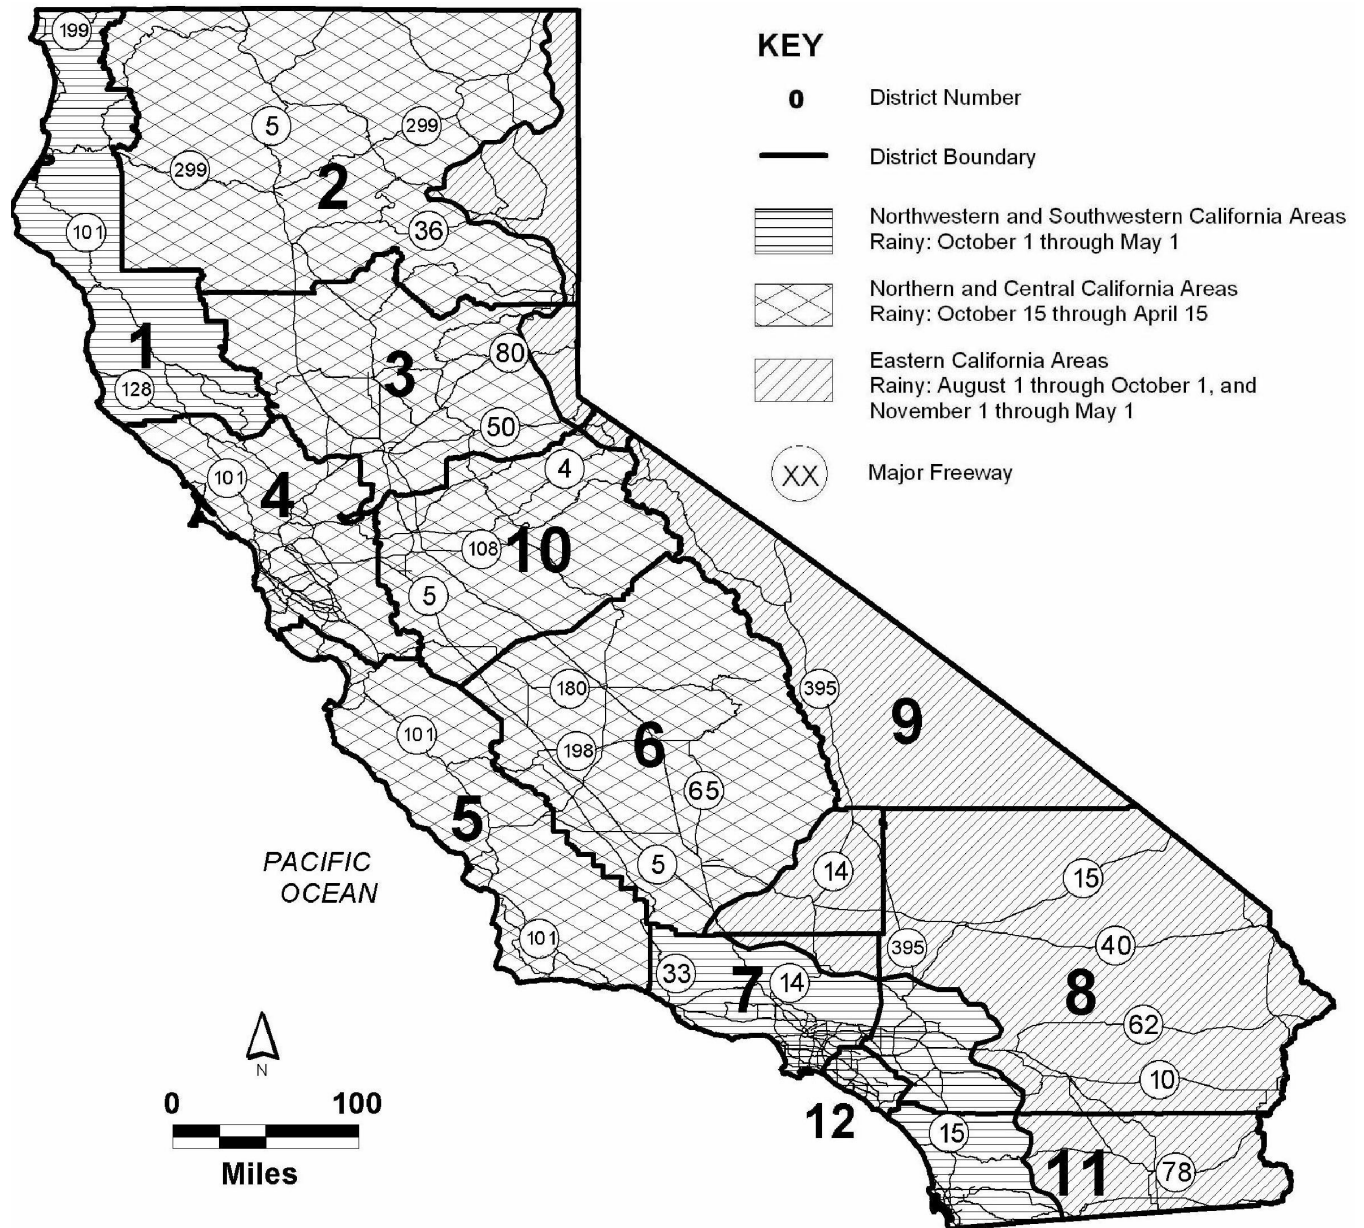 KEY
0 District Number
District Boundary
Northwestern and Southwestern California Areas
Rainy: October 1 through May 1
Northern and Central California Areas
Rainy: October 15 through April 15
Eastern California Areas
Rainy: August 1 through October 1, and
November 1 through May 1
XX Major Freeway
199
5
299
299
2
101
36
1
3
80
128
50
101
4
4
108
10
5
180
395
101
198
6
9
65
5
PACIFIC
OCEAN
5
14
15
101
395
40
33
7
14
8
62
N
10
0 100
12
15
11
78
Miles